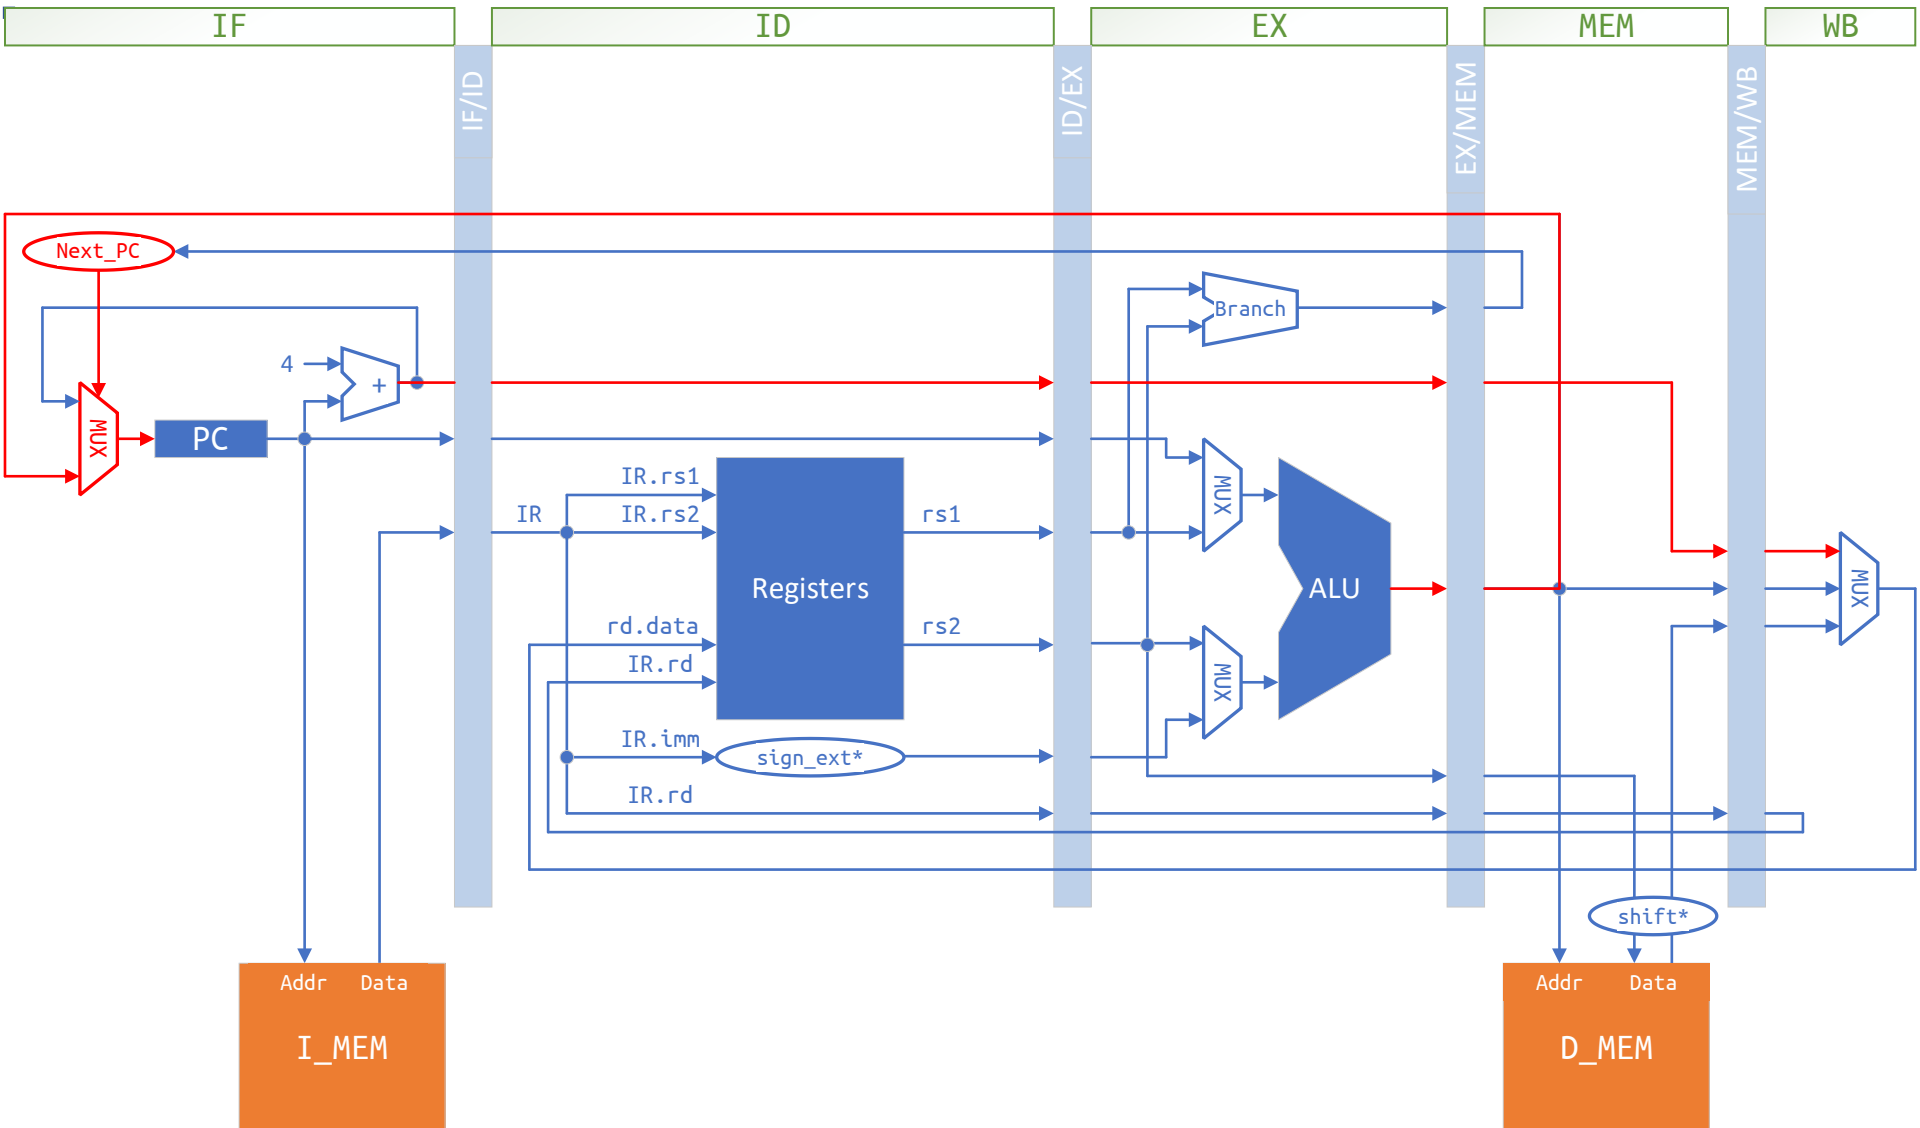 IF
ID
EX
MEM
WB
IF/ID
ID/EX
EX/MEM
MEM/WB
Next_PC
Branch
4
+
MUX
PC
IR.rs1
IR
IR.rs2
rs1
MUX
Registers
ALU
MUX
rd.data
rs2
IR.rd
MUX
IR.imm
sign_ext*
IR.rd
shift*
Addr Data
I_MEM
Addr Data
D_MEM